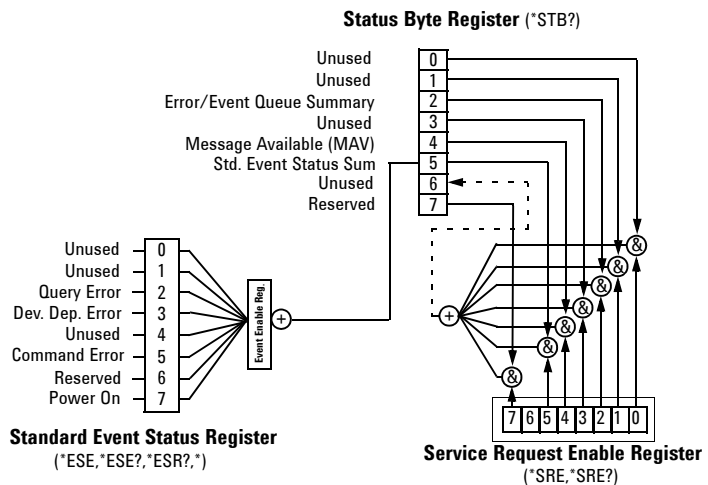 Status Byte Register (*STB?)
Unused 0
Unused 1
Error/Event Queue Summary 2
Unused 3
Message Available (MAV) 4
Std. Event Status Sum 5
Unused 6
Reserved 7
Unused 0
Unused 1
Query Error 2
Dev. Dep. Error 3
Unused 4
Command Error 5
Reserved 6
Power On 7
Event Enable Reg.
+
+
&
&
&
&
&
&
&
7 6 5 4 3 2 1 0
Standard Event Status Register
(*ESE,*ESE?,*ESR?,*)
Service Request Enable Register
(*SRE,*SRE?)